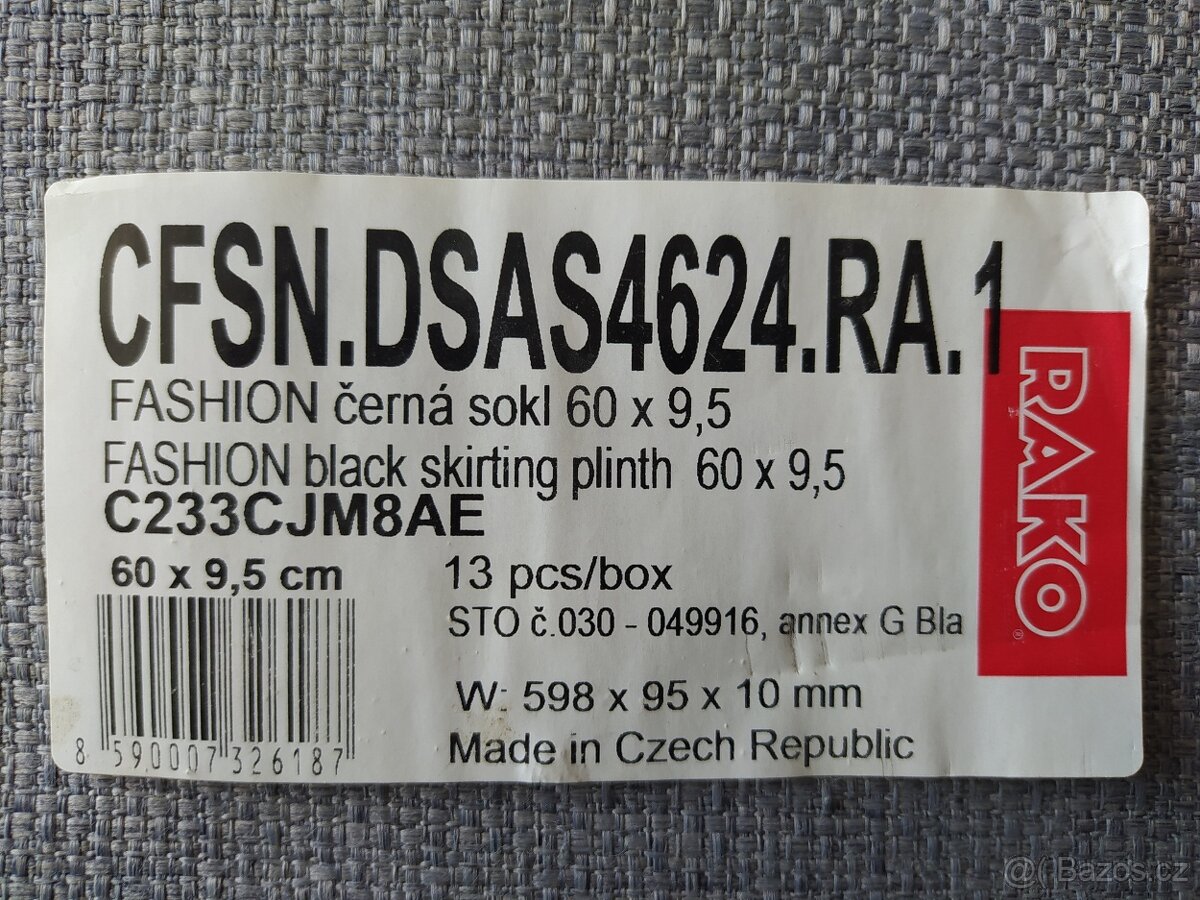 CFSN.DSAS4624.RA.1
FASHION černá sokl 60 x 9,5
FASHION black skirting plinth 60 x 9,5
C233CJM8AE
60 x 9,5 cm
13 pcs/box
STO č.030 - 049916, annex G Bla
W: 598 x 95 x 10 mm
Made in Czech Republic
8 590007 326187
RAKO®
@ Bazos.cz